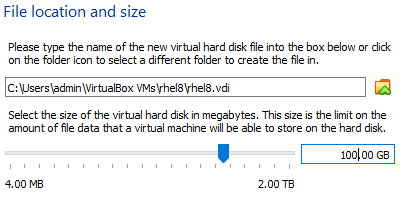 File location and size
Please type the name of the new virtual hard disk file into the box below or click
on the folder icon to select a different folder to create the file in.
C:\Users\admin\VirtualBox VMs\rhel8\rhel8.vdi
Select the size of the virtual hard disk in megabytes. This size is the limit on the
amount of file data that a virtual machine will be able to store on the hard disk.
100.00 GB
4.00 MB 2.00 TB